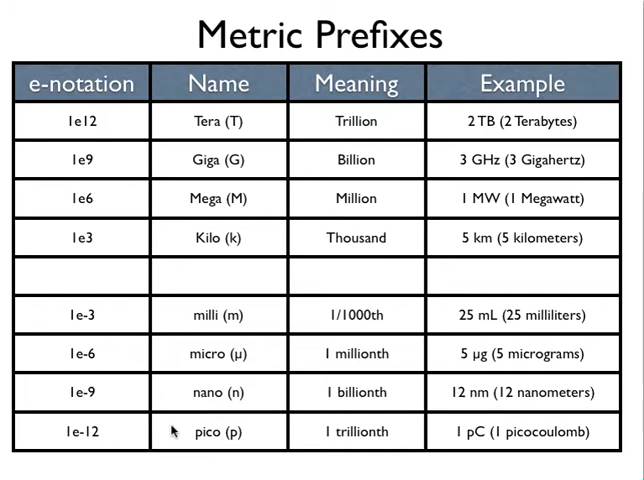 Metric Prefixes
e-notation Name Meaning Example
1e12 Tera (T) Trillion 2 TB (2 Terabytes)
1e9 Giga (G) Billion 3 GHz (3 Gigahertz)
1e6 Mega (M) Million 1 MW (1 Megawatt)
1e3 Kilo (k) Thousand 5 km (5 kilometers)
1e-3 milli (m) 1/1000th 25 mL (25 milliliters)
1e-6 micro (µ) 1 millionth 5 µg (5 micrograms)
1e-9 nano (n) 1 billionth 12 nm (12 nanometers)
1e-12 pico (p) 1 trillionth 1 pC (1 picocoulomb)